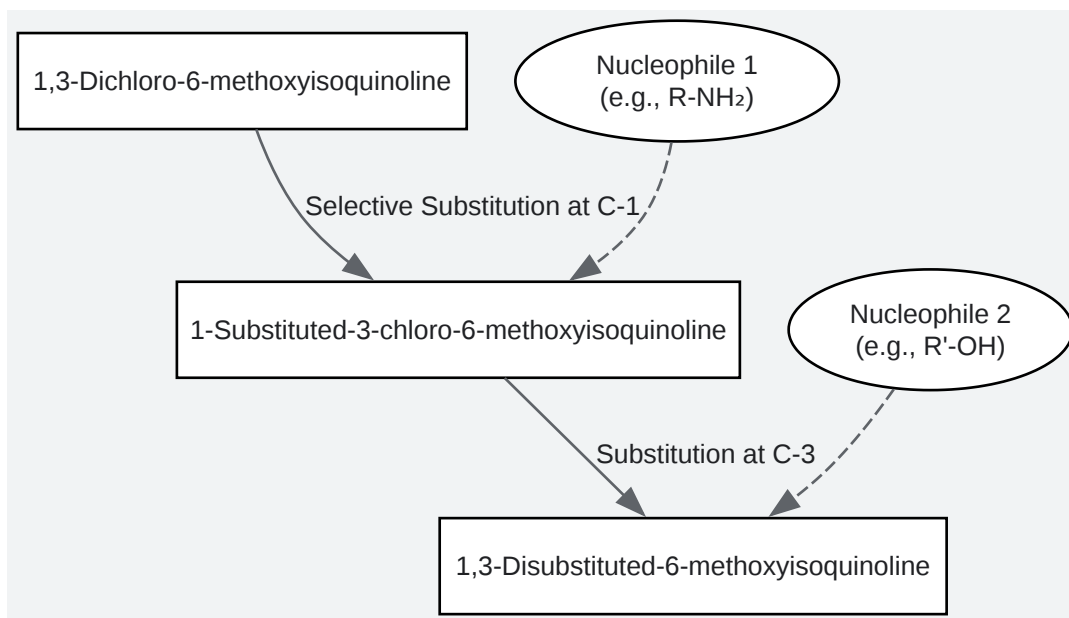 1,3-Dichloro-6-methoxyisoquinoline
Nucleophile 1
(e.g., R-NH₂)
Selective Substitution at C-1
1-Substituted-3-chloro-6-methoxyisoquinoline
Nucleophile 2
(e.g., R'-OH)
Substitution at C-3
1,3-Disubstituted-6-methoxyisoquinoline